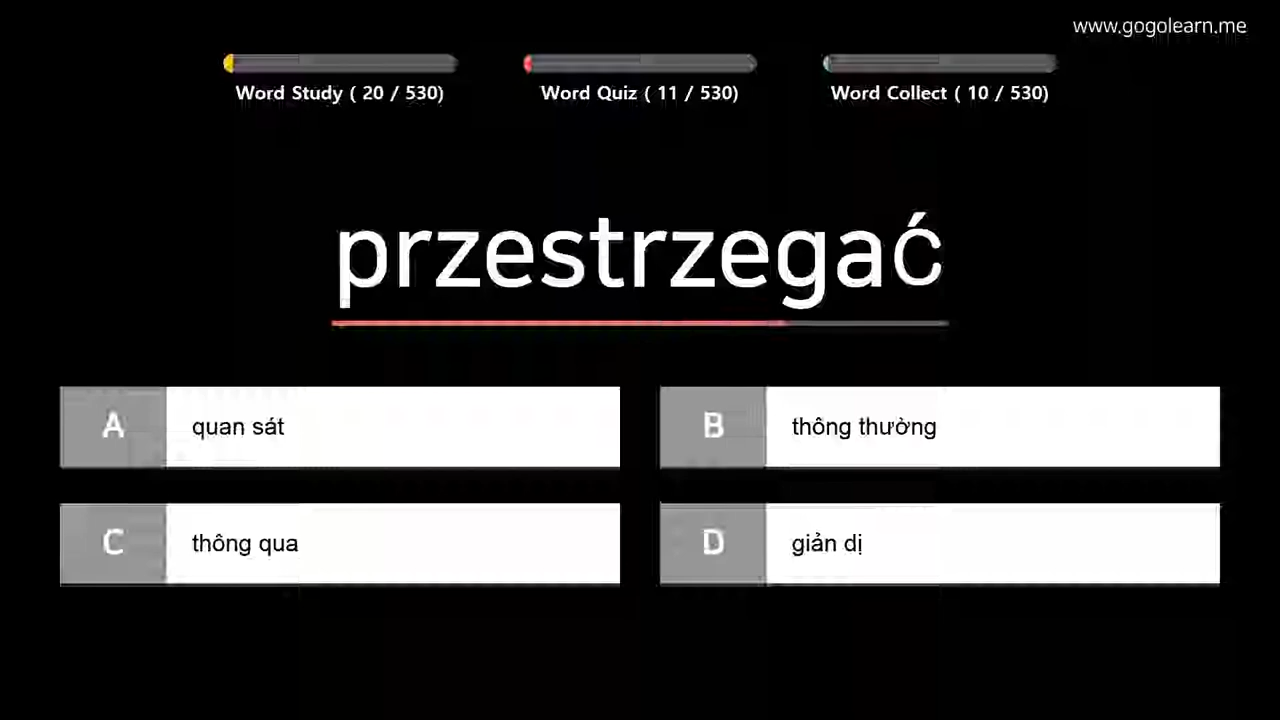 www.gogolearn.me
Word Study ( 20 / 530)
Word Quiz ( 11 / 530)
Word Collect ( 10 / 530)
przestrzegać
A quan sát
B thông thường
C thông qua
D giản dị